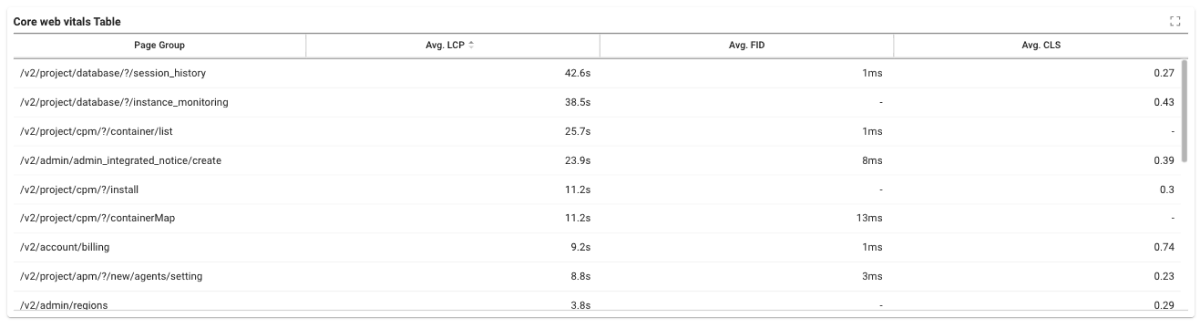 Core web vitals Table
Page Group Avg. LCP Avg. FID Avg. CLS
/v2/project/database/?/session_history 42.6s 1ms 0.27
/v2/project/database/?/instance_monitoring 38.5s - 0.43
/v2/project/cpm/?/container/list 25.7s 1ms -
/v2/admin/admin_integrated_notice/create 23.9s 8ms 0.39
/v2/project/cpm/?/install 11.2s - 0.3
/v2/project/cpm/?/containerMap 11.2s 13ms -
/v2/account/billing 9.2s 1ms 0.74
/v2/project/apm/?/new/agents/setting 8.8s 3ms 0.23
/v2/admin/regions 3.8s - 0.29